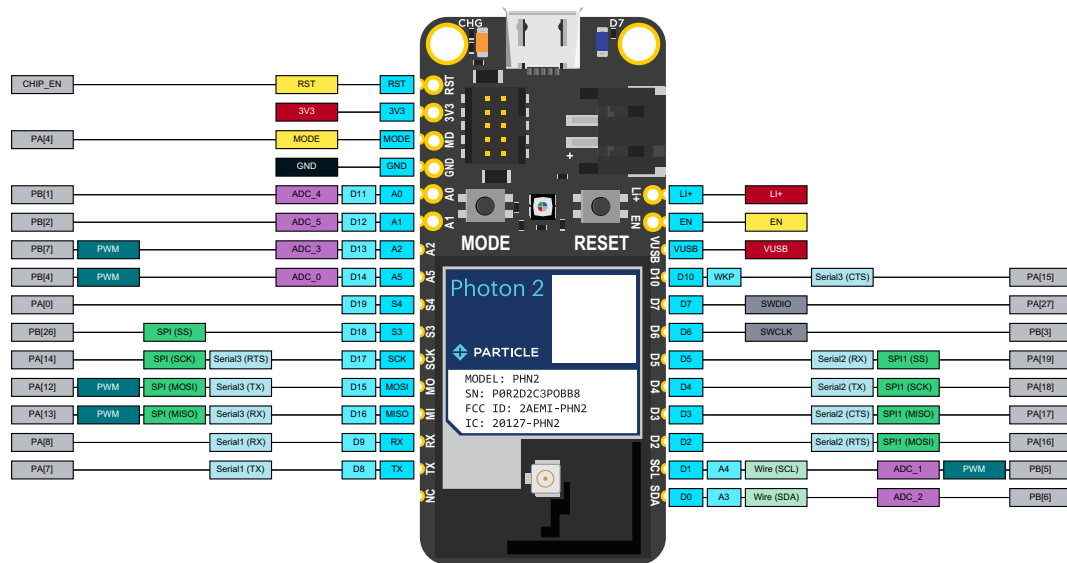 CHG D7
CHIP_EN RST RST RST
3V3 3V3 3V3
PA[4] MODE MODE MD
GND GND GND
PB[1] ADC_4 D11 A0 A0 Li+ LI+ LI+
PB[2] ADC_5 D12 A1 A1 EN EN EN
MODE RESET
PB[7] PWM ADC_3 D13 A2 A2 VUSB VUSB VUSB
PB[4] PWM ADC_0 D14 A5 A5 D10 D10 WKP Serial3 (CTS) PA[15]
Photon 2
PA[0] D19 S4 S4 D7 D7 SWDIO PA[27]
PB[26] SPI (SS) D18 S3 S3 D6 D6 SWCLK PB[3]
PARTICLE
PA[14] SPI (SCK) Serial3 (RTS) D17 SCK SCK D5 D5 Serial2 (RX) SPI1 (SS) PA[19]
PA[12] PWM SPI (MOSI) Serial3 (TX) D15 MOSI MO D4 D4 Serial2 (TX) SPI1 (SCK) PA[18]
MODEL: PHN2
SN: P0R2D2C3POBB8
FCC ID: 2AEMI-PHN2
IC: 20127-PHN2
PA[13] PWM SPI (MISO) Serial3 (RX) D16 MISO MI D3 D3 Serial2 (CTS) SPI1 (MISO) PA[17]
PA[8] Serial1 (RX) D9 RX RX D2 D2 Serial2 (RTS) SPI1 (MOSI) PA[16]
PA[7] Serial1 (TX) D8 TX TX SCL D1 A4 Wire (SCL) ADC_1 PWM PB[5]
NC SDA D0 A3 Wire (SDA) ADC_2 PB[6]
+